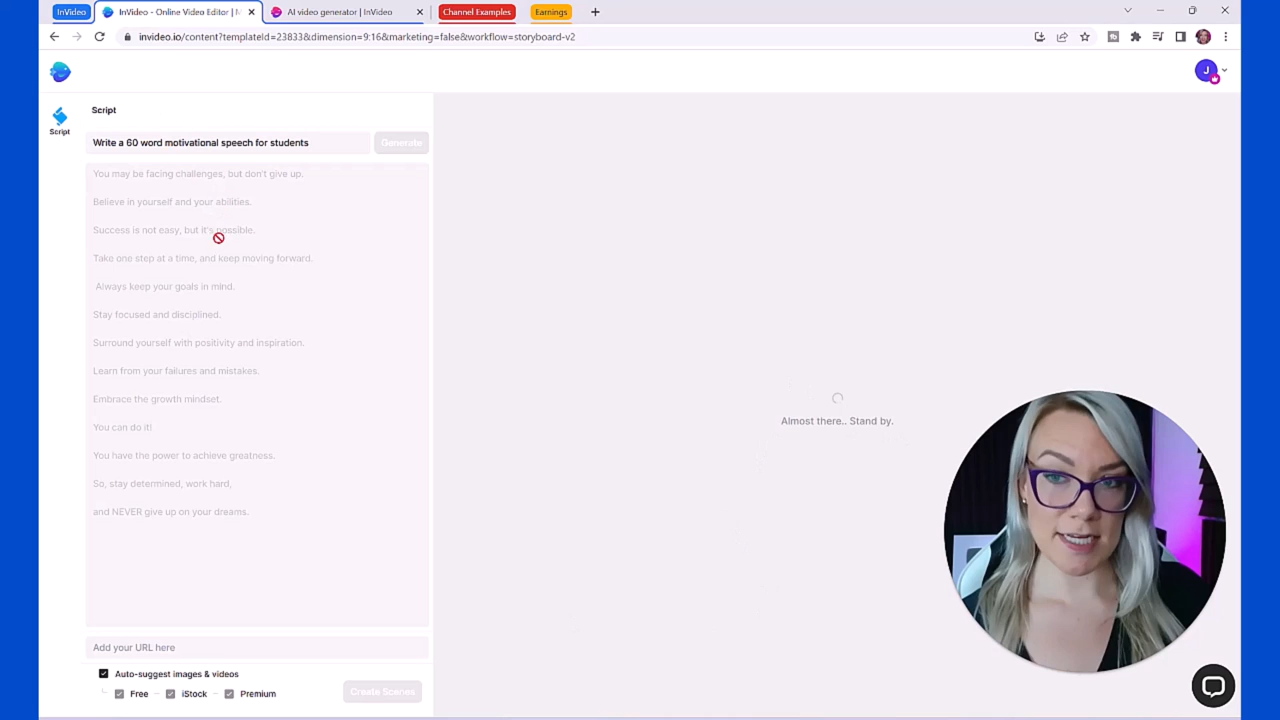 InVideo
InVideo - Online Video Editor | M
AI video generator | InVideo
Channel Examples
Earnings
invideo.io/content?templateId=23833&dimension=9:16&marketing=false&workflow=storyboard-v2
J
Script
Script
Write a 60 word motivational speech for students
Generate
You may be facing challenges, but don't give up.
Believe in yourself and your abilities.
Success is not easy, but it's possible.
Take one step at a time, and keep moving forward.
Always keep your goals in mind.
Stay focused and disciplined.
Surround yourself with positivity and inspiration.
Learn from your failures and mistakes.
Embrace the growth mindset.
You can do it!
You have the power to achieve greatness.
So, stay determined, work hard,
and NEVER give up on your dreams.
Almost there.. Stand by.
Add your URL here
Auto-suggest images & videos
Free
iStock
Premium
Create Scenes